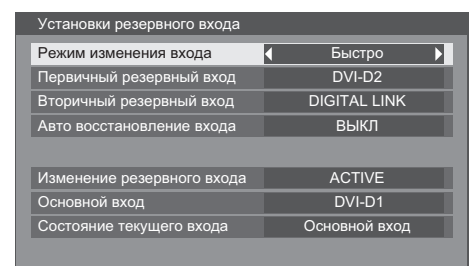 Установки резервного входа
Режим изменения входа Быстро
Первичный резервный вход DVI-D2
Вторичный резервный вход DIGITAL LINK
Авто восстановление входа ВЫКЛ
Изменение резервного входа ACTIVE
Основной вход DVI-D1
Состояние текущего входа Основной вход